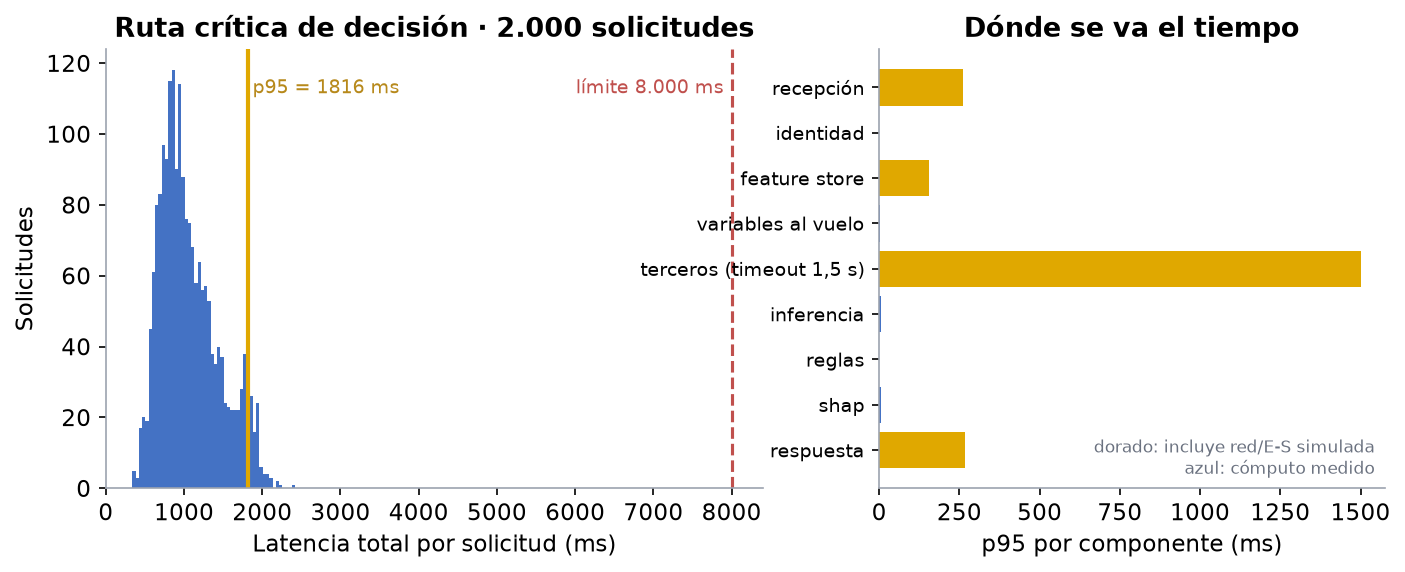 Ruta crítica de decisión · 2.000 solicitudes
Solicitudes
120
100
80
60
40
20
0
p95 = 1816 ms
límite 8.000 ms
0 1000 2000 3000 4000 5000 6000 7000 8000
Latencia total por solicitud (ms)
Dónde se va el tiempo
recepción
identidad
feature store
variables al vuelo
terceros (timeout 1,5 s)
inferencia
reglas
shap
respuesta
dorado: incluye red/E-S simulada
azul: cómputo medido
0 250 500 750 1000 1250 1500
p95 por componente (ms)